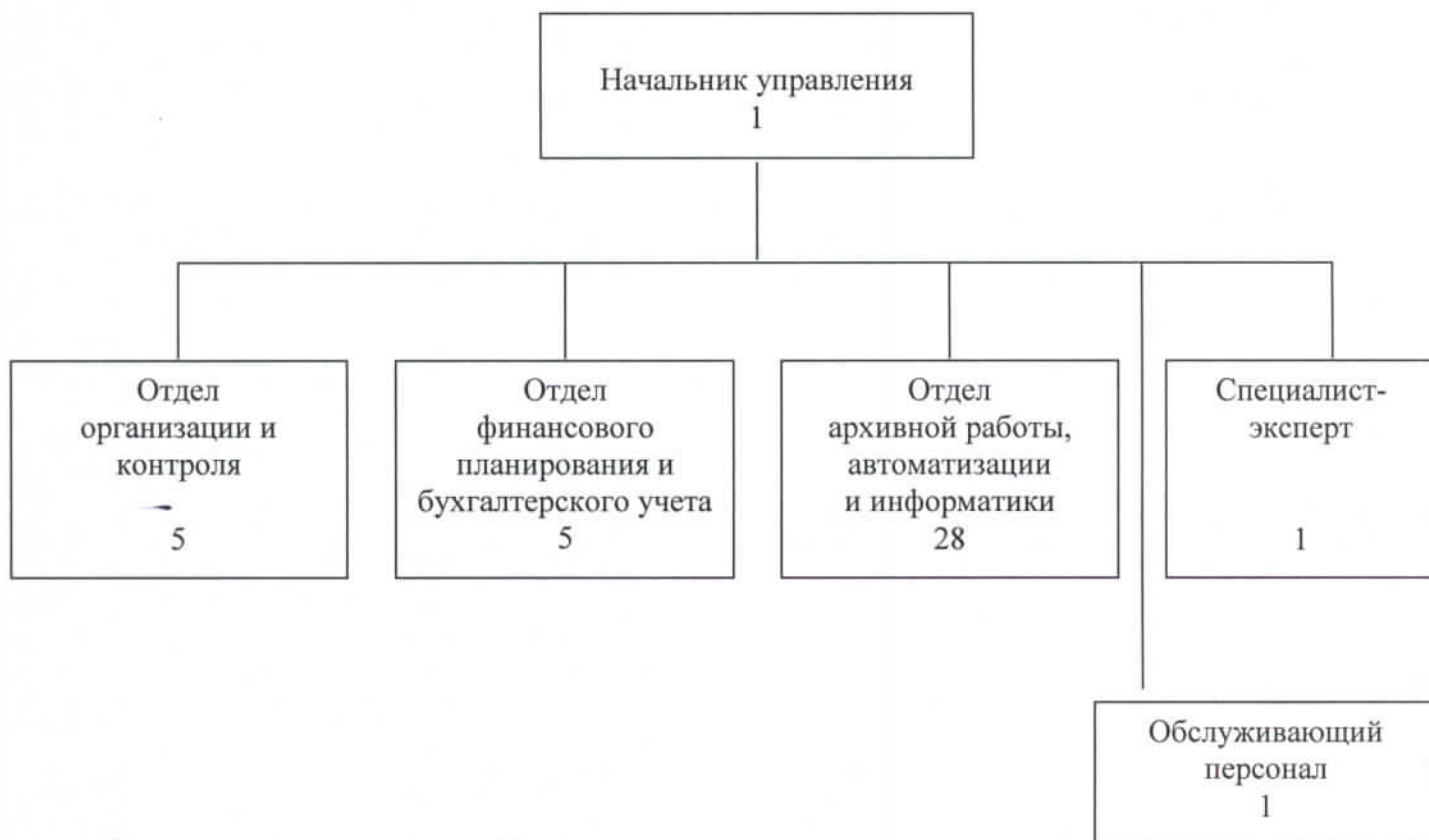 Начальник управления
1
Отдел
организации и
контроля
5
Отдел
финансового
планирования и
бухгалтерского учета
5
Отдел
архивной работы,
автоматизации
и информатики
28
Специалист-
эксперт
1
Обслуживающий
персонал
1